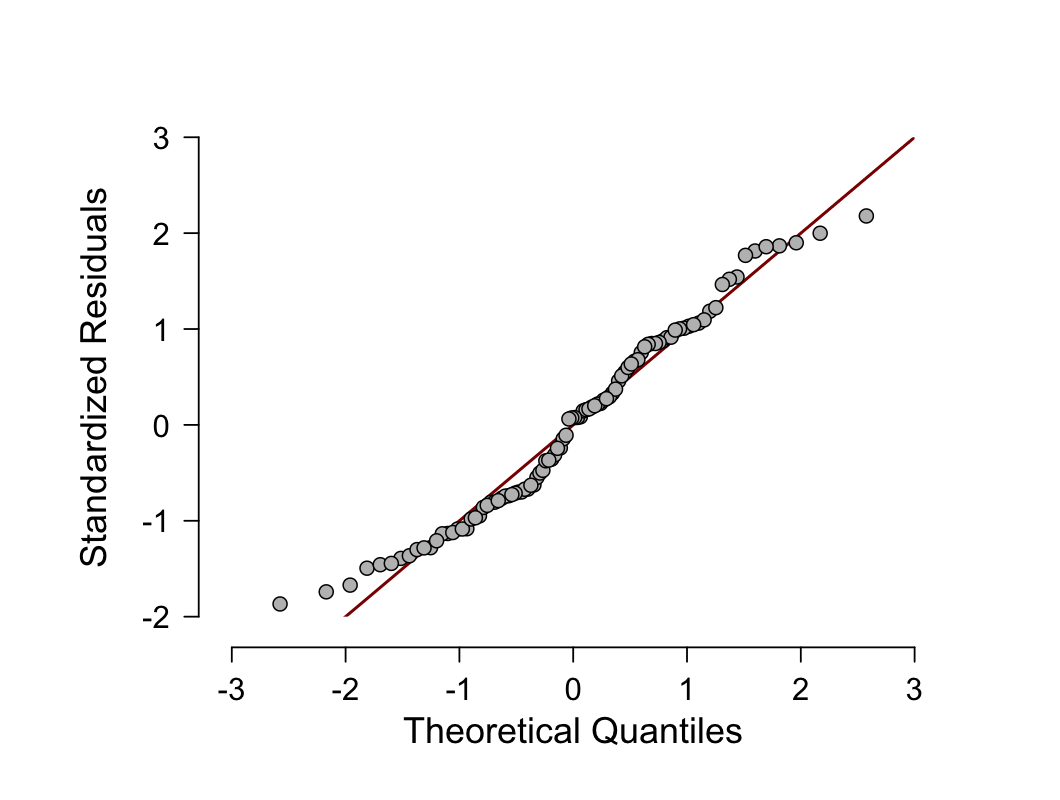 Standardized Residuals
3
2
1
0
-1
-2
-3 -2 -1 0 1 2 3
Theoretical Quantiles